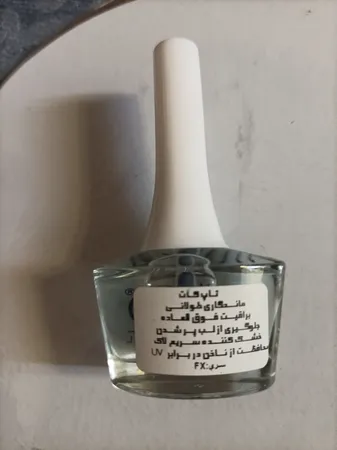 تاپ کات
ماندگاری طولانی
براقیت فوق العاده
جلوگیری از لب پر شدن
خشک کننده سریع لاک
محافظت از ناخن در برابر UV
سری: FX